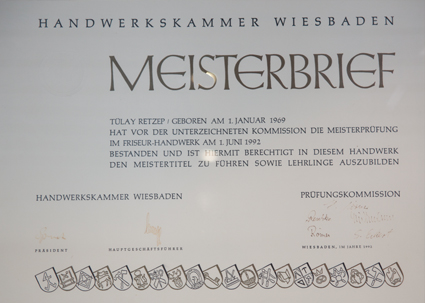 HANDWERKSKAMMER WIESBADEN
MEISTERBRIEF
TÜLAY RETZEP / GEBOREN AM 1. JANUAR 1969
HAT VOR DER UNTERZEICHNETEN KOMMISSION DIE MEISTERPRÜFUNG
IM FRISEUR-HANDWERK AM 1. JUNI 1992
BESTANDEN UND IST HIERMIT BERECHTIGT IN DIESEM HANDWERK
DEN MEISTERTITEL ZU FÜHREN SOWIE LEHRLINGE AUSZUBILDEN
HANDWERKSKAMMER WIESBADEN
PRÜFUNGSKOMMISSION
PRÄSIDENT
HAUPTGESCHÄFTSFÜHRER
WIESBADEN, IM JAHRE 1992